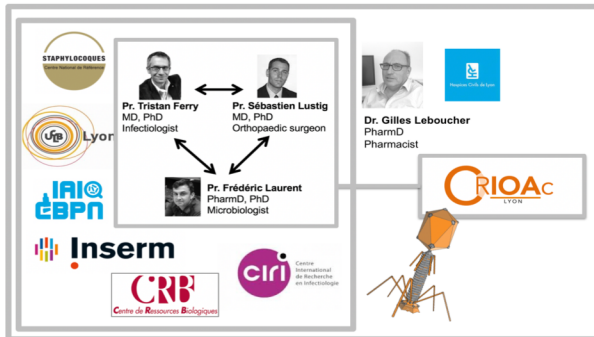 STAPHYLOCOQUES
Centre National de Référence
UCB
Lyon
IAI
BPN
Inserm
CRB
Centre de Ressources Biologiques
ciri
Centre
International
de Recherche
en Infectiologie
Pr. Tristan Ferry
MD, PhD
Infectiologist
Pr. Sébastien Lustig
MD, PhD
Orthopaedic surgeon
Pr. Frédéric Laurent
PharmD, PhD
Microbiologist
Dr. Gilles Leboucher
PharmD
Pharmacist
Hospices Civils de Lyon
CRIOAc
LYON